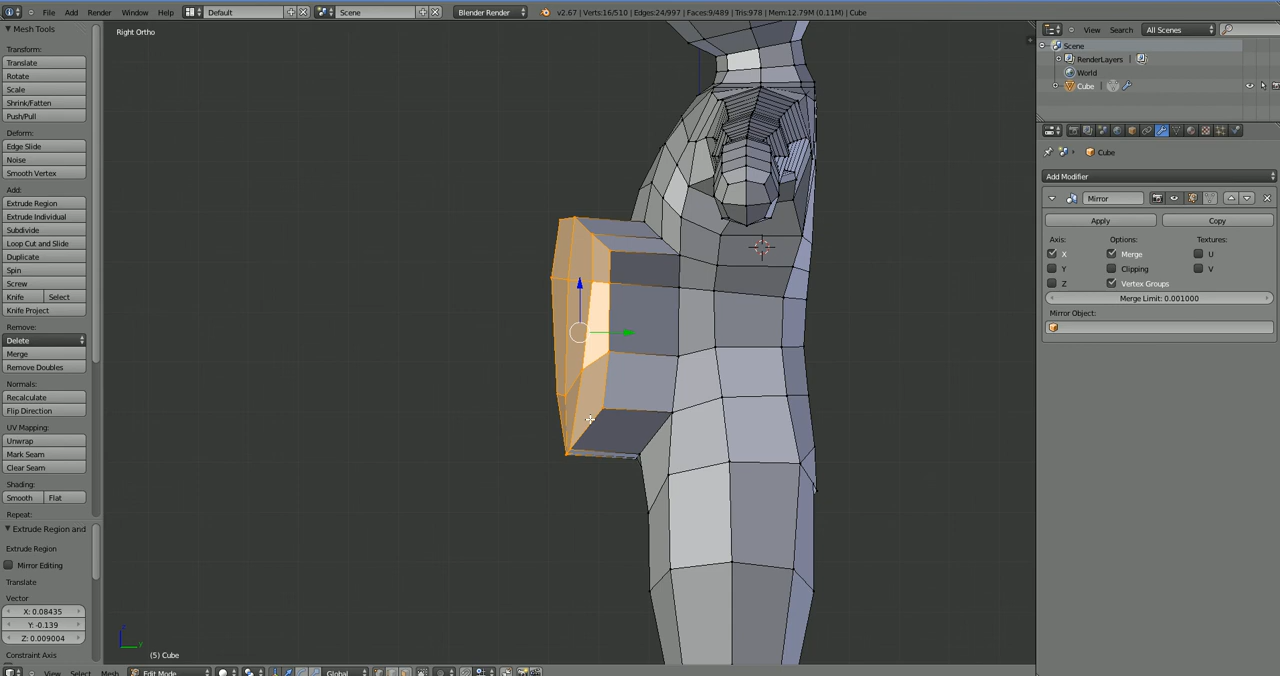 File Add Render Window Help Default Scene Blender Render v2.67 | Verts:16/510 | Edges:24/997 | Faces:9/489 | Tris:978 | Mem:12.79M (0.11M) | Cube
Mesh Tools
Transform:
Translate
Rotate
Scale
Shrink/Fatten
Push/Pull
Deform:
Edge Slide
Noise
Smooth Vertex
Add:
Extrude Region
Extrude Individual
Subdivide
Loop Cut and Slide
Duplicate
Spin
Screw
Knife Select
Knife Project
Remove:
Delete
Merge
Remove Doubles
Normals:
Recalculate
Flip Direction
UV Mapping:
Unwrap
Mark Seam
Clear Seam
Shading:
Smooth Flat
Repeat:
Extrude Region and
Extrude Region
Mirror Editing
Translate
Vector
X: 0.08435
Y: -0.139
Z: 0.009004
Constraint Axis
Right Ortho
z
y
(5) Cube
View Select Mesh Edit Mode Global
View Search All Scenes
Scene
RenderLayers |
World
Cube |
Cube
Add Modifier
Mirror
Apply Copy
Axis: Options: Textures:
X Merge U
Y Clipping V
Z Vertex Groups
Merge Limit: 0.001000
Mirror Object: